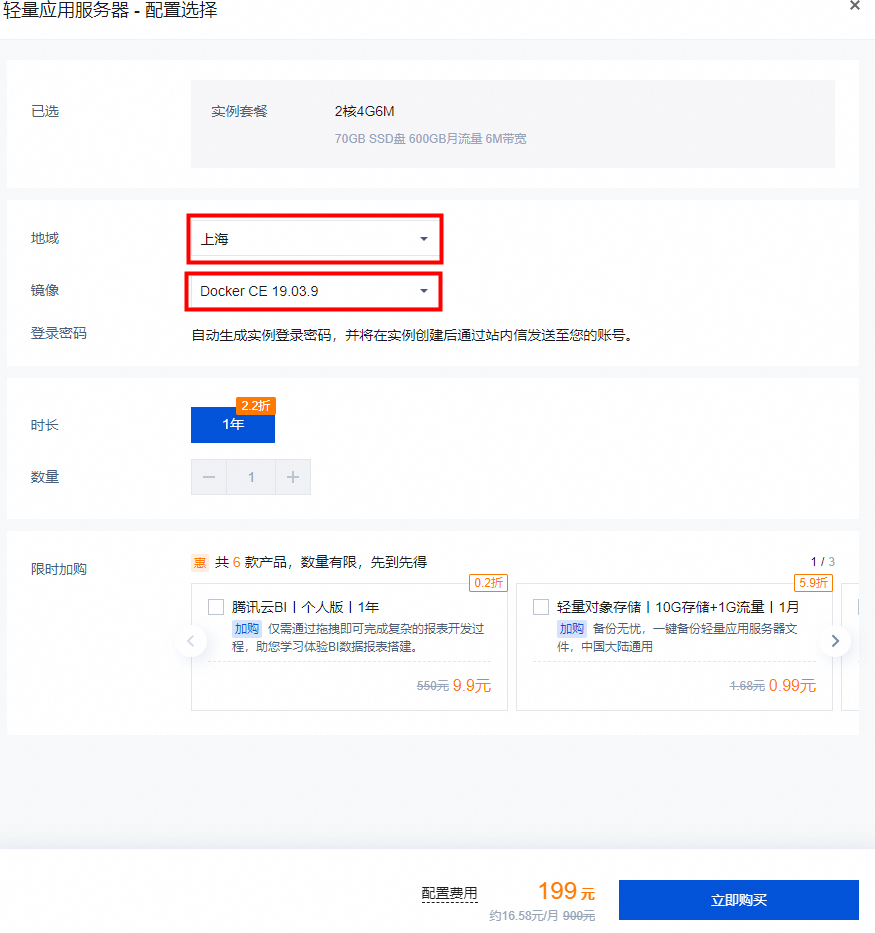 轻量应用服务器 - 配置选择
已选
实例套餐
2核4G6M
70GB SSD盘 600GB月流量 6M带宽
地域
上海
镜像
Docker CE 19.03.9
登录密码
自动生成实例登录密码，并将在实例创建后通过站内信发送至您的账号。
时长
2.2折
1年
数量
1
限时加购
惠 共 6 款产品，数量有限，先到先得
1 / 3
0.2折
腾讯云BI丨个人版丨1年
加购 仅需通过拖拽即可完成复杂的报表开发过
程，助您学习体验BI数据报表搭建。
550元 9.9元
5.9折
轻量对象存储丨10G存储+1G流量丨1月
加购 备份无忧，一键备份轻量应用服务器文
件，中国大陆通用
1.68元 0.99元
配置费用
199 元
约16.58元/月 900元
立即购买